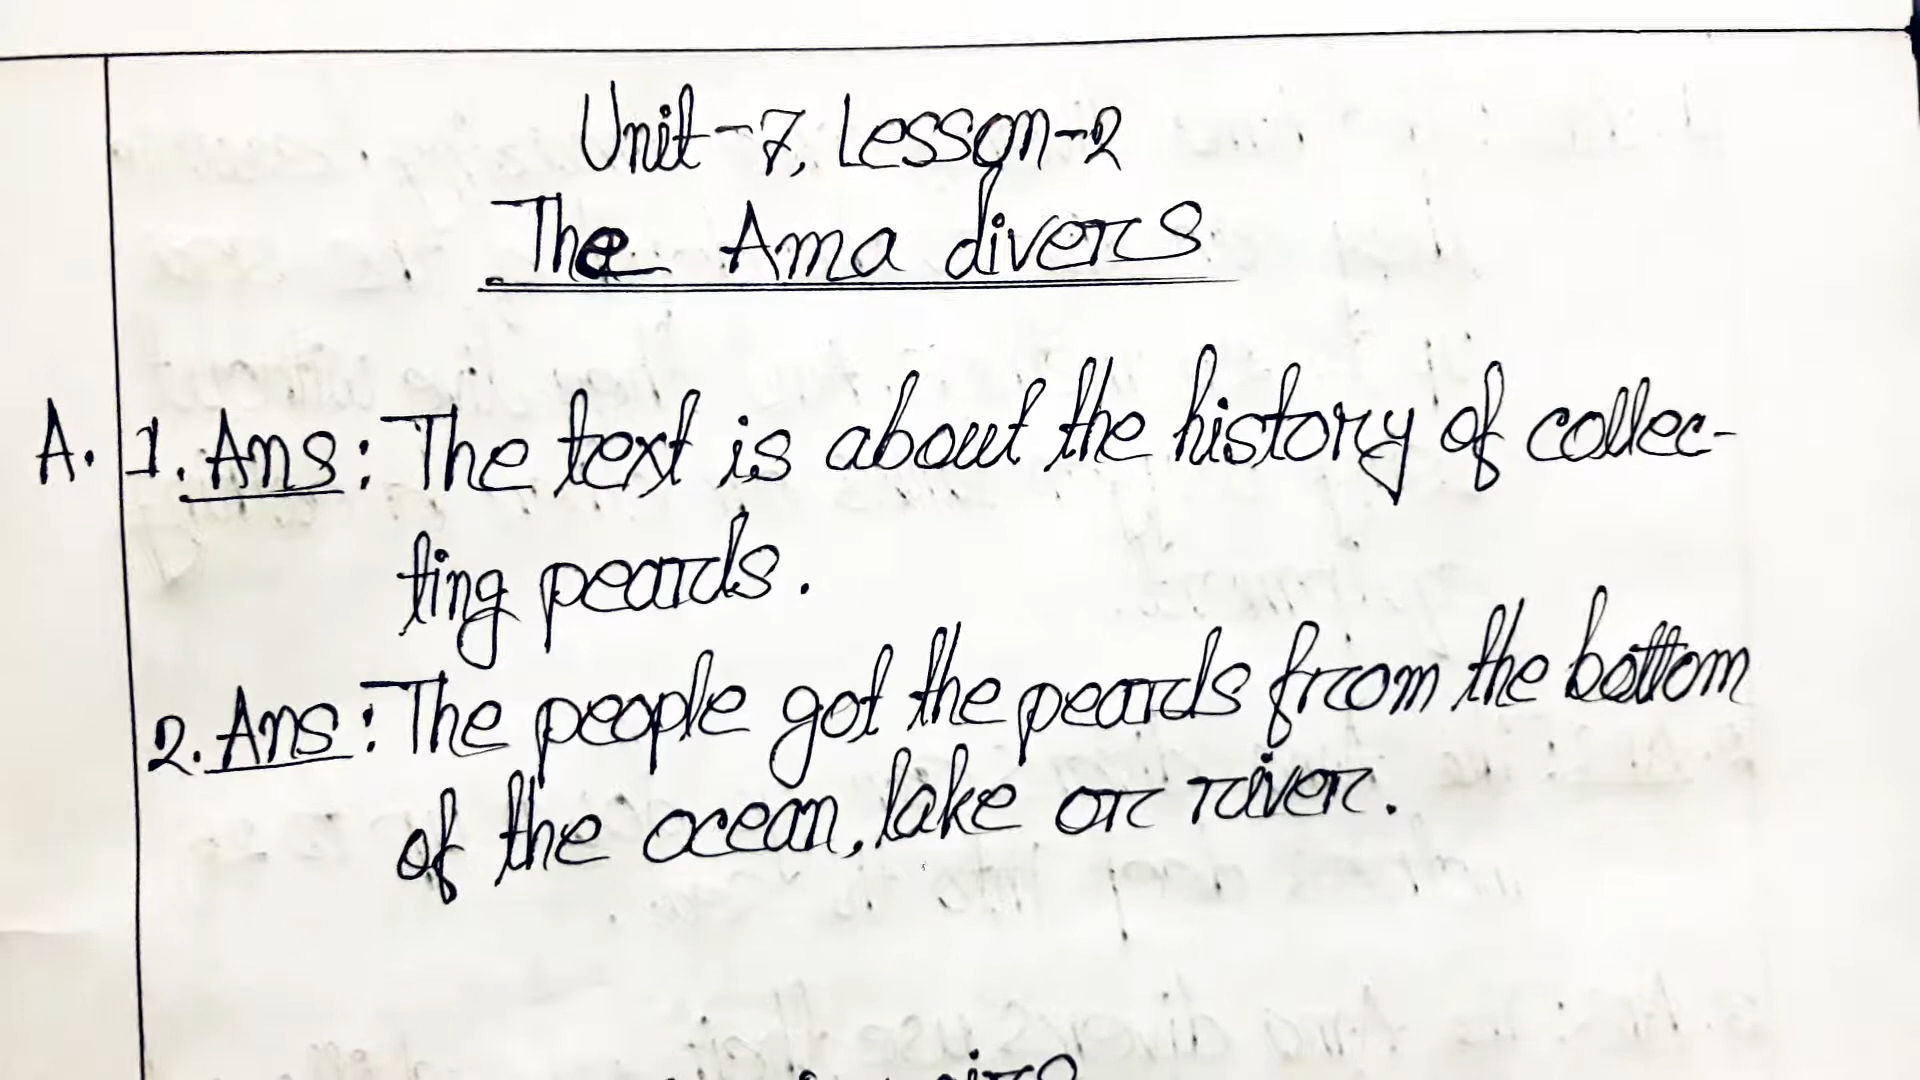 Unit-7, Lesson-2
The Ama divers
A. 1. Ans: The text is about the history of collec-
ting pearls.
2. Ans: The people got the pearls from the bottom
of the ocean, lake or river.